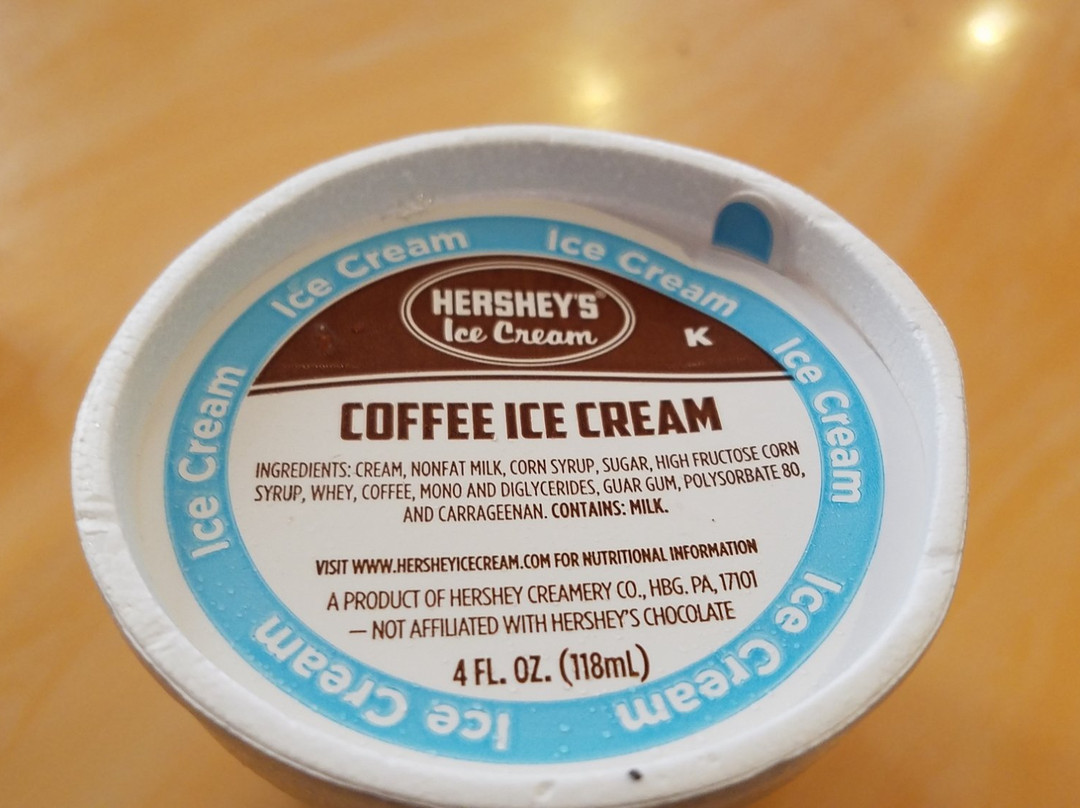 Ice Cream
Ice Cream
HERSHEY'S®
Ice Cream
K
COFFEE ICE CREAM
INGREDIENTS: CREAM, NONFAT MILK, CORN SYRUP, SUGAR, HIGH FRUCTOSE CORN
SYRUP, WHEY, COFFEE, MONO AND DIGLYCERIDES, GUAR GUM, POLYSORBATE 80,
AND CARRAGEENAN. CONTAINS: MILK.
VISIT WWW.HERSHEYICECREAM.COM FOR NUTRITIONAL INFORMATION
A PRODUCT OF HERSHEY CREAMERY CO., HBG. PA, 17101
— NOT AFFILIATED WITH HERSHEY'S CHOCOLATE
4 FL. OZ. (118mL)
Ice Cream
Ice Cream
Ice Cream
Ice Cream